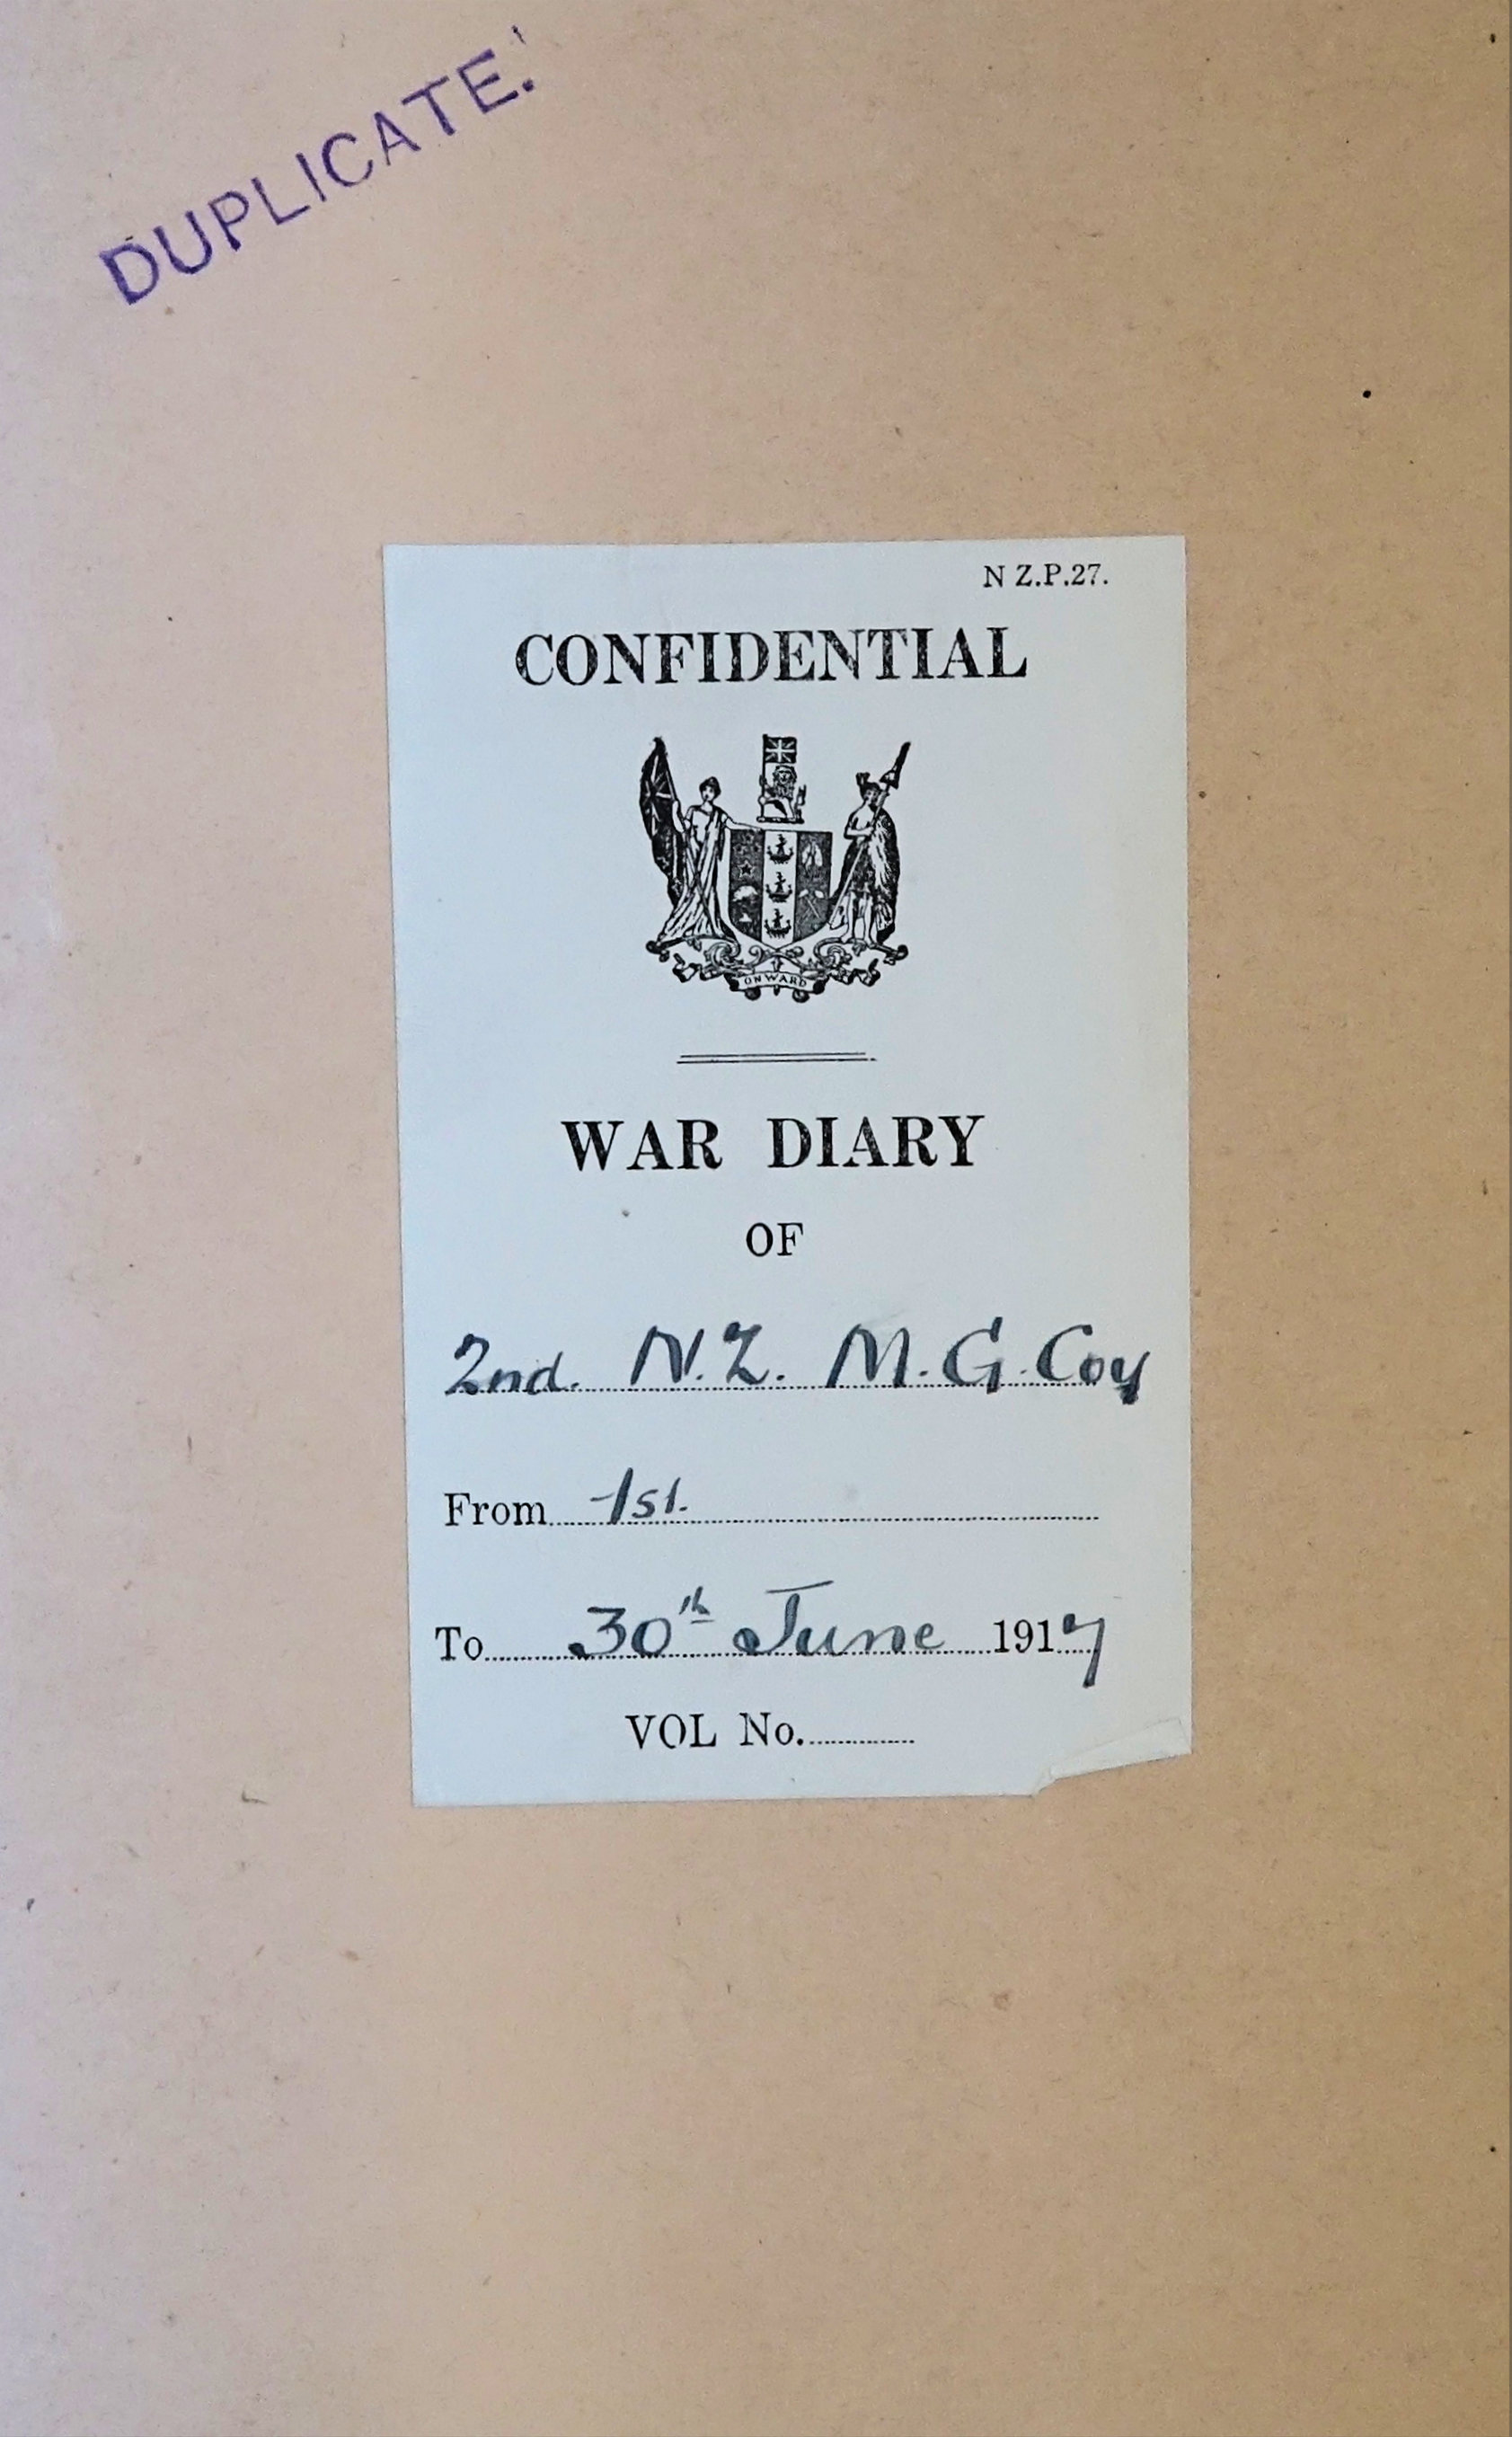 DUPLICATE.
N Z.P.27.
CONFIDENTIAL
ONWARD
WAR DIARY
OF
2nd. N.Z. M.G. Coy
From 1st.
To 30th June 1917
VOL No.